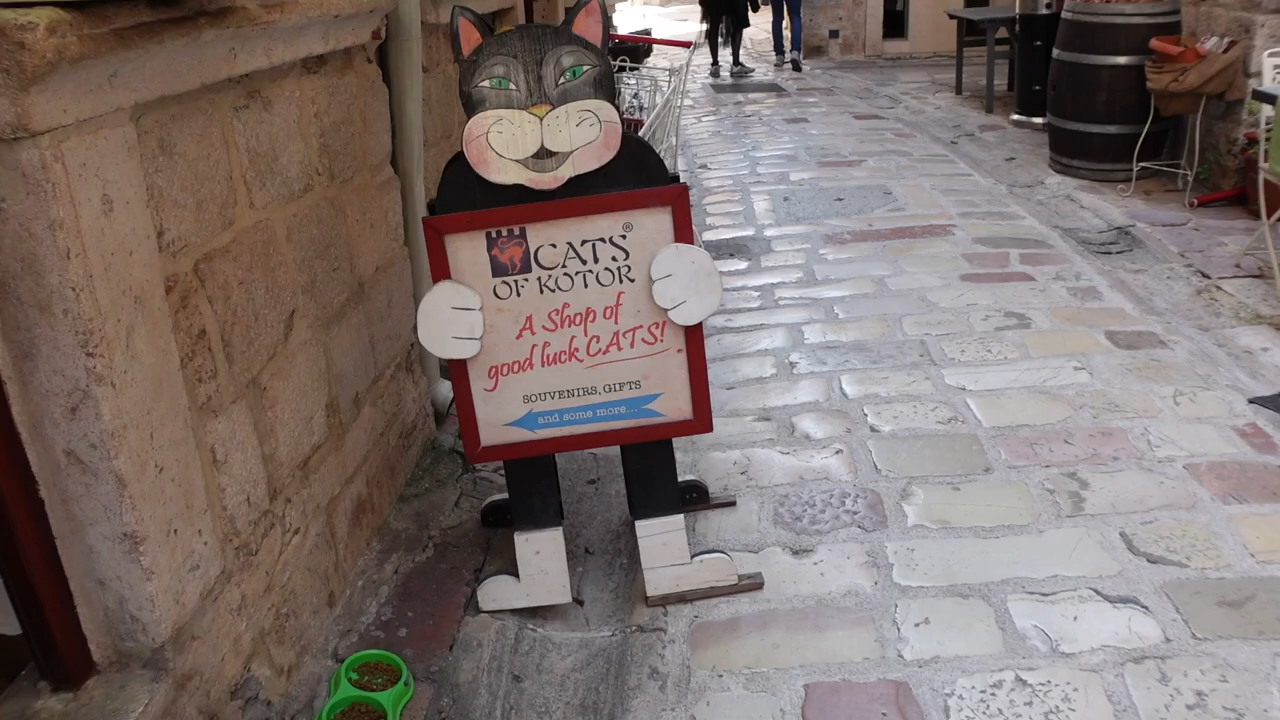 CATS®
OF KOTOR
A Shop of
good luck CATS!
SOUVENIRS, GIFTS
and some more...